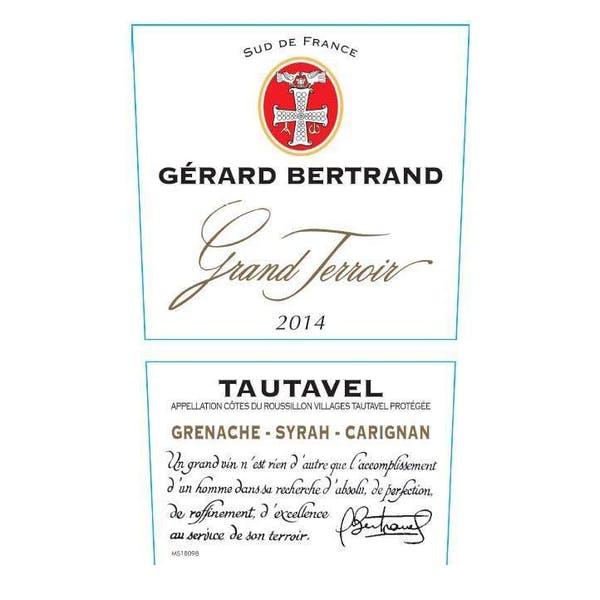 SUD DE FRANCE
GÉRARD BERTRAND
Grand Terroir
2014
TAUTAVEL
APPELLATION CÔTES DU ROUSSILLON VILLAGES TAUTAVEL PROTÉGÉE
GRENACHE - SYRAH - CARIGNAN
Un grand vin n'est rien d'autre que l'accomplissement
d'un homme dans sa recherche d'absolu, de perfection,
de raffinement, d'excellence
au service de son terroir.
G Bertrand
MS1809B